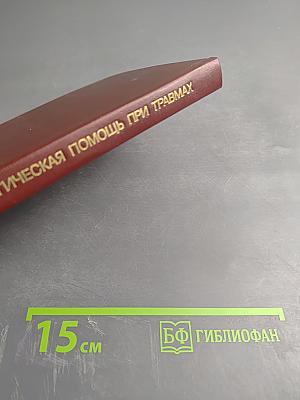 ТИЧЕСКАЯ ПОМОЩЬ ПРИ ТРАВМАХ
15 см
БФ ГИБЛИОФАН